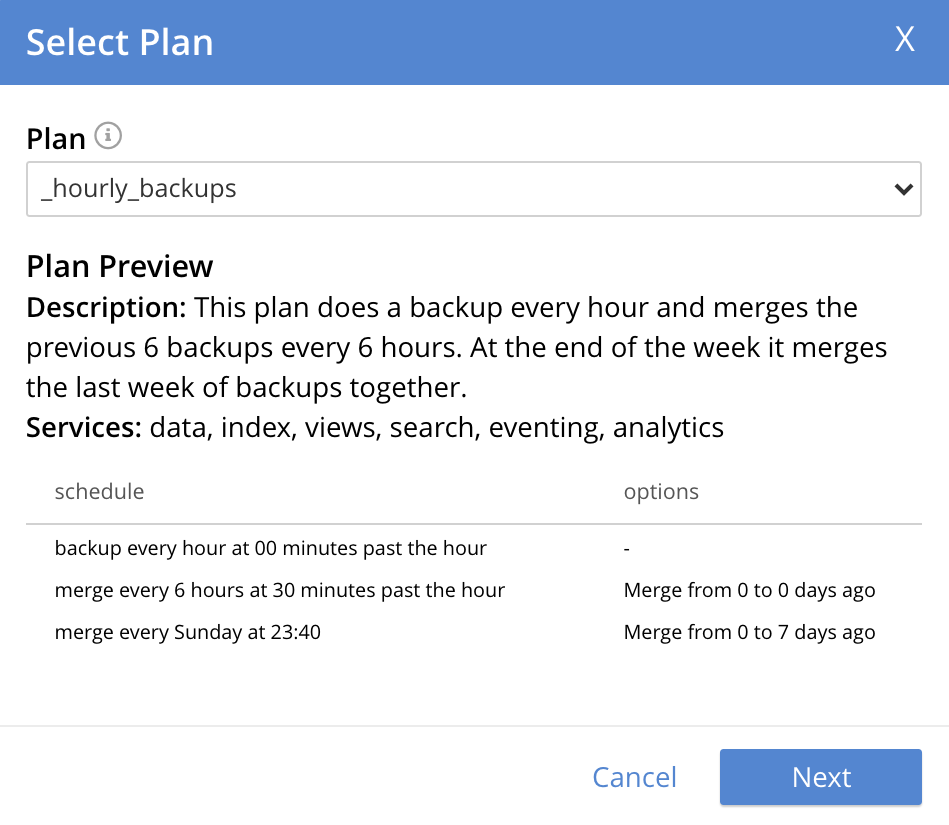 Select Plan X
Plan
_hourly_backups
Plan Preview
Description: This plan does a backup every hour and merges the
previous 6 backups every 6 hours. At the end of the week it merges
the last week of backups together.
Services: data, index, views, search, eventing, analytics
schedule options
backup every hour at 00 minutes past the hour -
merge every 6 hours at 30 minutes past the hour Merge from 0 to 0 days ago
merge every Sunday at 23:40 Merge from 0 to 7 days ago
Cancel Next